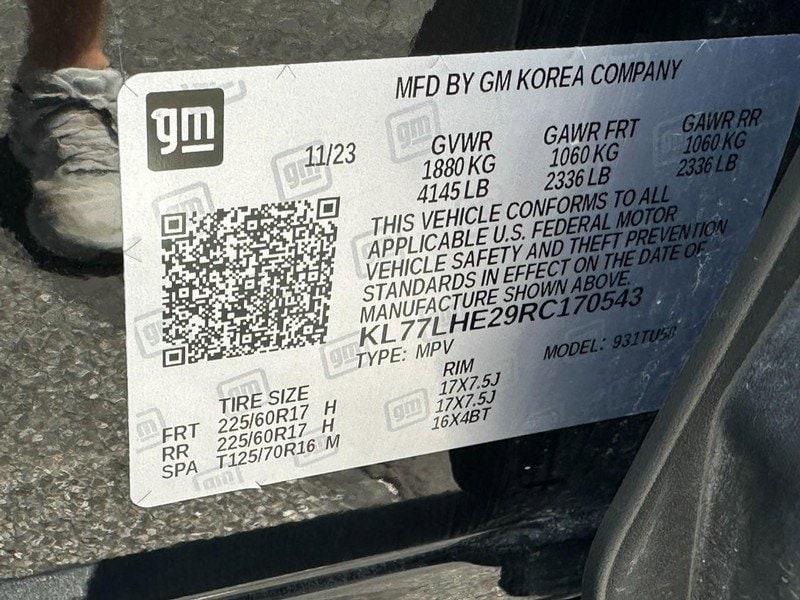 gm
MFD BY GM KOREA COMPANY
11/23
GVWR GAWR FRT GAWR RR
1880 KG 1060 KG 1060 KG
4145 LB 2336 LB 2336 LB
THIS VEHICLE CONFORMS TO ALL
APPLICABLE U.S. FEDERAL MOTOR
VEHICLE SAFETY AND THEFT PREVENTION
STANDARDS IN EFFECT ON THE DATE OF
MANUFACTURE SHOWN ABOVE.
KL77LHE29RC170543
TYPE: MPV MODEL: 931TU58
TIRE SIZE RIM
FRT 225/60R17 H 17X7.5J
RR 225/60R17 H 17X7.5J
SPA T125/70R16 M 16X4BT